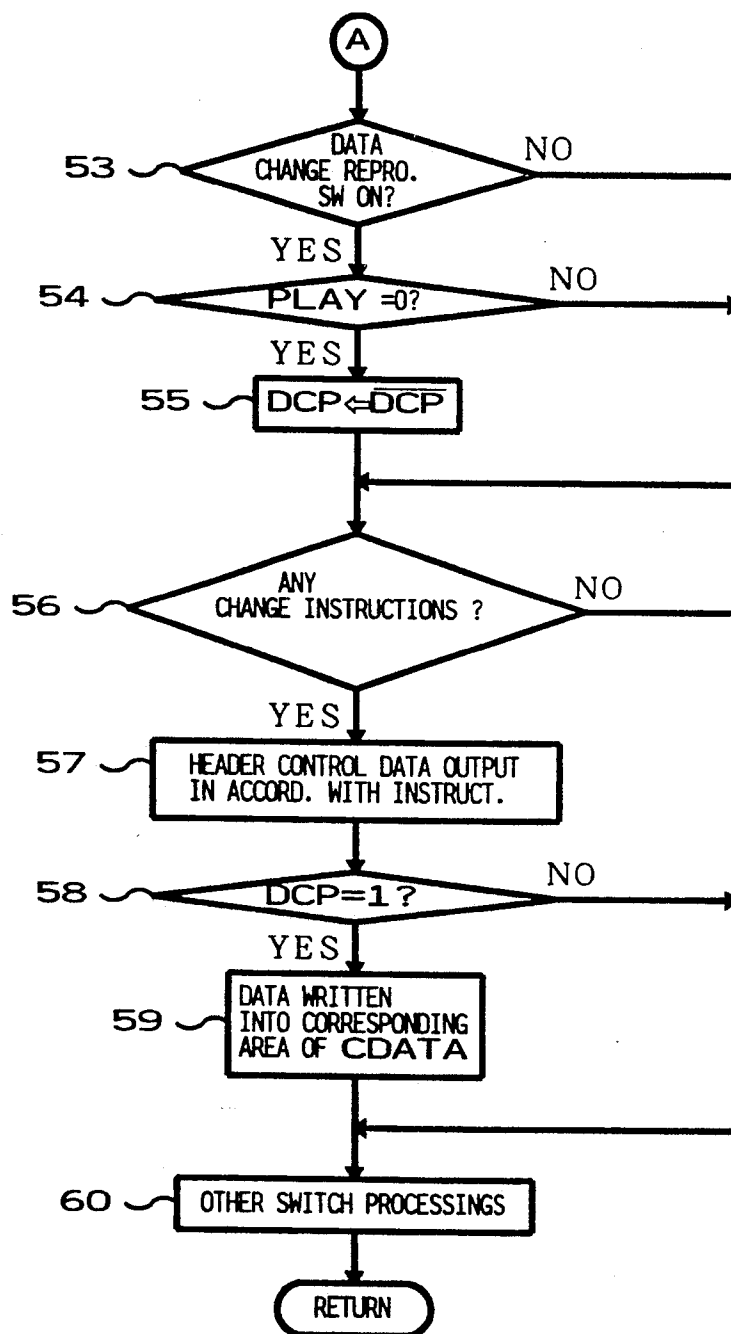 A
53
DATA
CHANGE REPRO.
SW ON?
NO
YES
54
PLAY =0?
NO
YES
55
DCP⇐D̅C̅P̅
56
ANY
CHANGE INSTRUCTIONS ?
NO
YES
57
HEADER CONTROL DATA OUTPUT
IN ACCORD. WITH INSTRUCT.
58
DCP=1?
NO
YES
59
DATA WRITTEN
INTO CORRESPONDING
AREA OF CDATA
60
OTHER SWITCH PROCESSINGS
RETURN